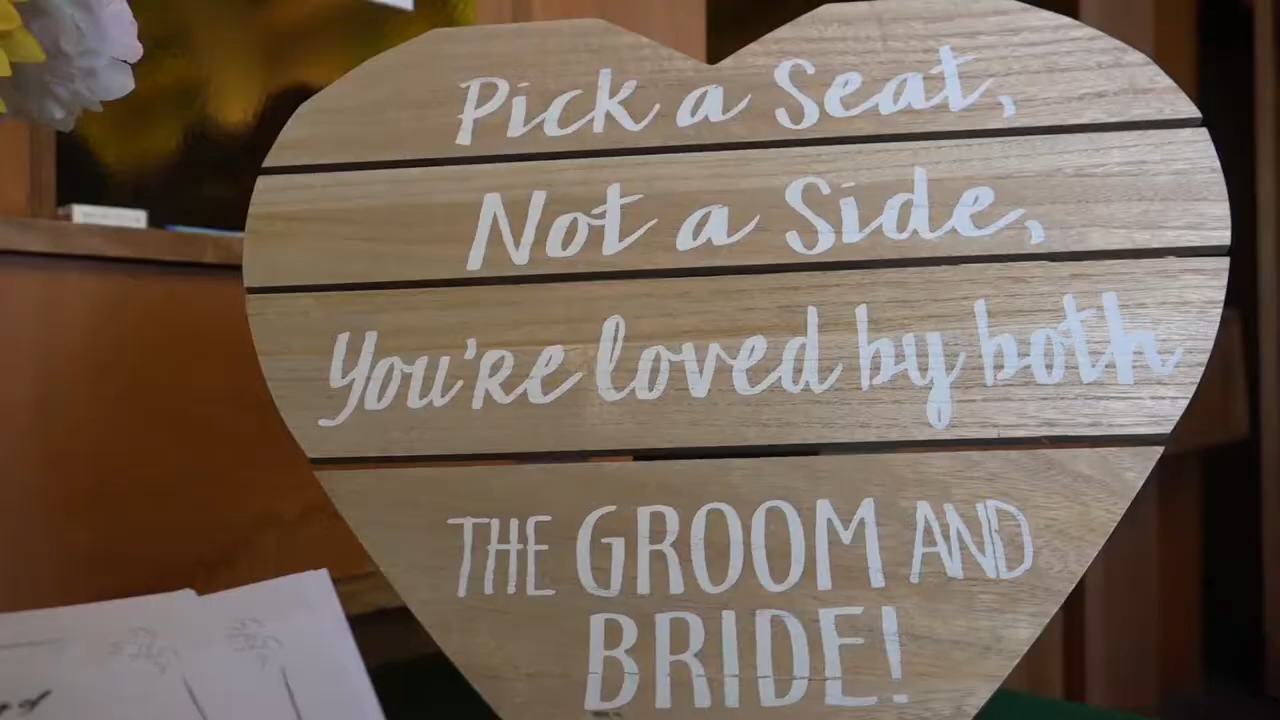 Pick a Seat,
Not a Side,
You're loved by both
THE GROOM AND
BRIDE!